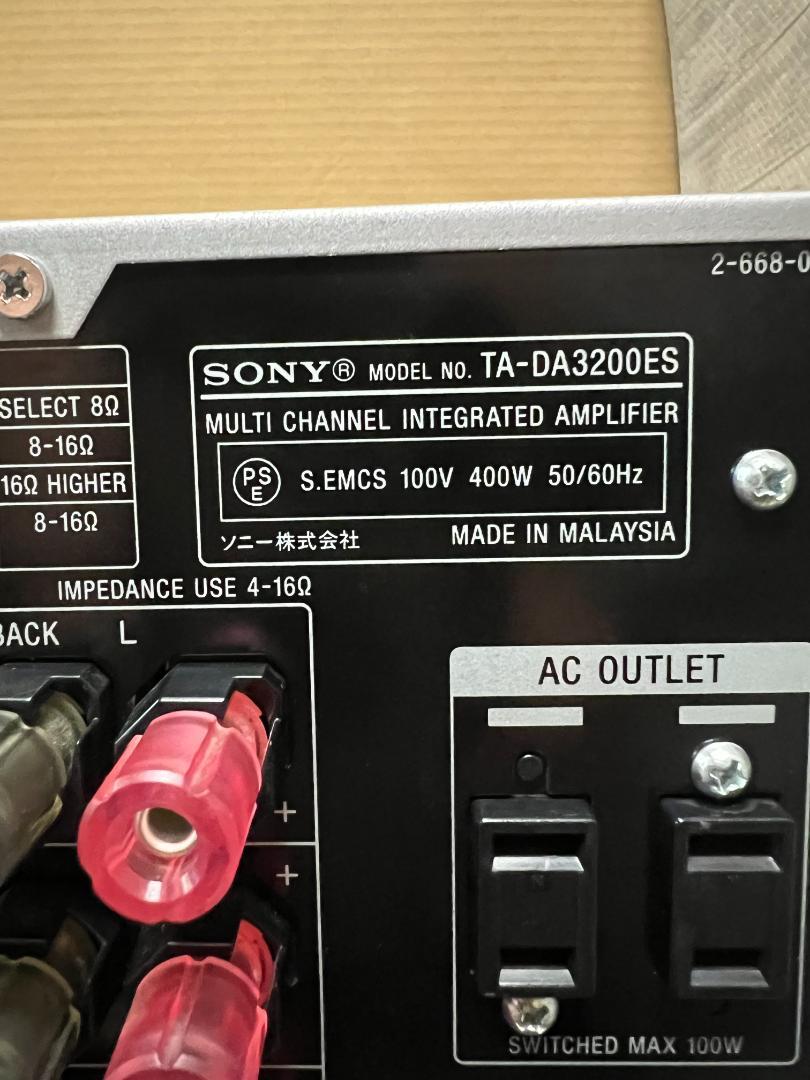 2-668-0
SONY® MODEL NO. TA-DA3200ES
MULTI CHANNEL INTEGRATED AMPLIFIER
PSE S.EMCS 100V 400W 50/60Hz
ソニー株式会社 MADE IN MALAYSIA
SELECT 8Ω
8-16Ω
16Ω HIGHER
8-16Ω
IMPEDANCE USE 4-16Ω
BACK L
+
+
AC OUTLET
SWITCHED MAX 100W